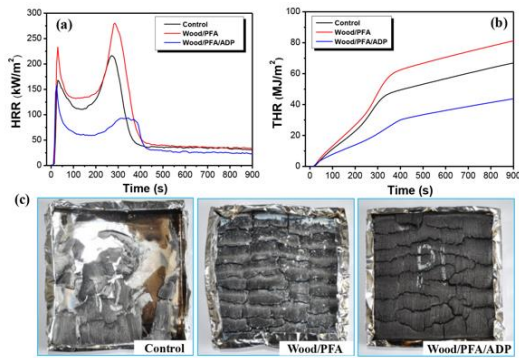 (a)
Control
Wood/PFA
Wood/PFA/ADP
HRR (kW/m²)
300
250
200
150
100
50
0
0 100 200 300 400 500 600 700 800 900
Time (s)
(b)
Control
Wood/PFA
Wood/PFA/ADP
THR (MJ/m²)
100
80
60
40
20
0
0 100 200 300 400 500 600 700 800 900
Time (s)
(c)
Control
Wood/PFA
Wood/PFA/ADP